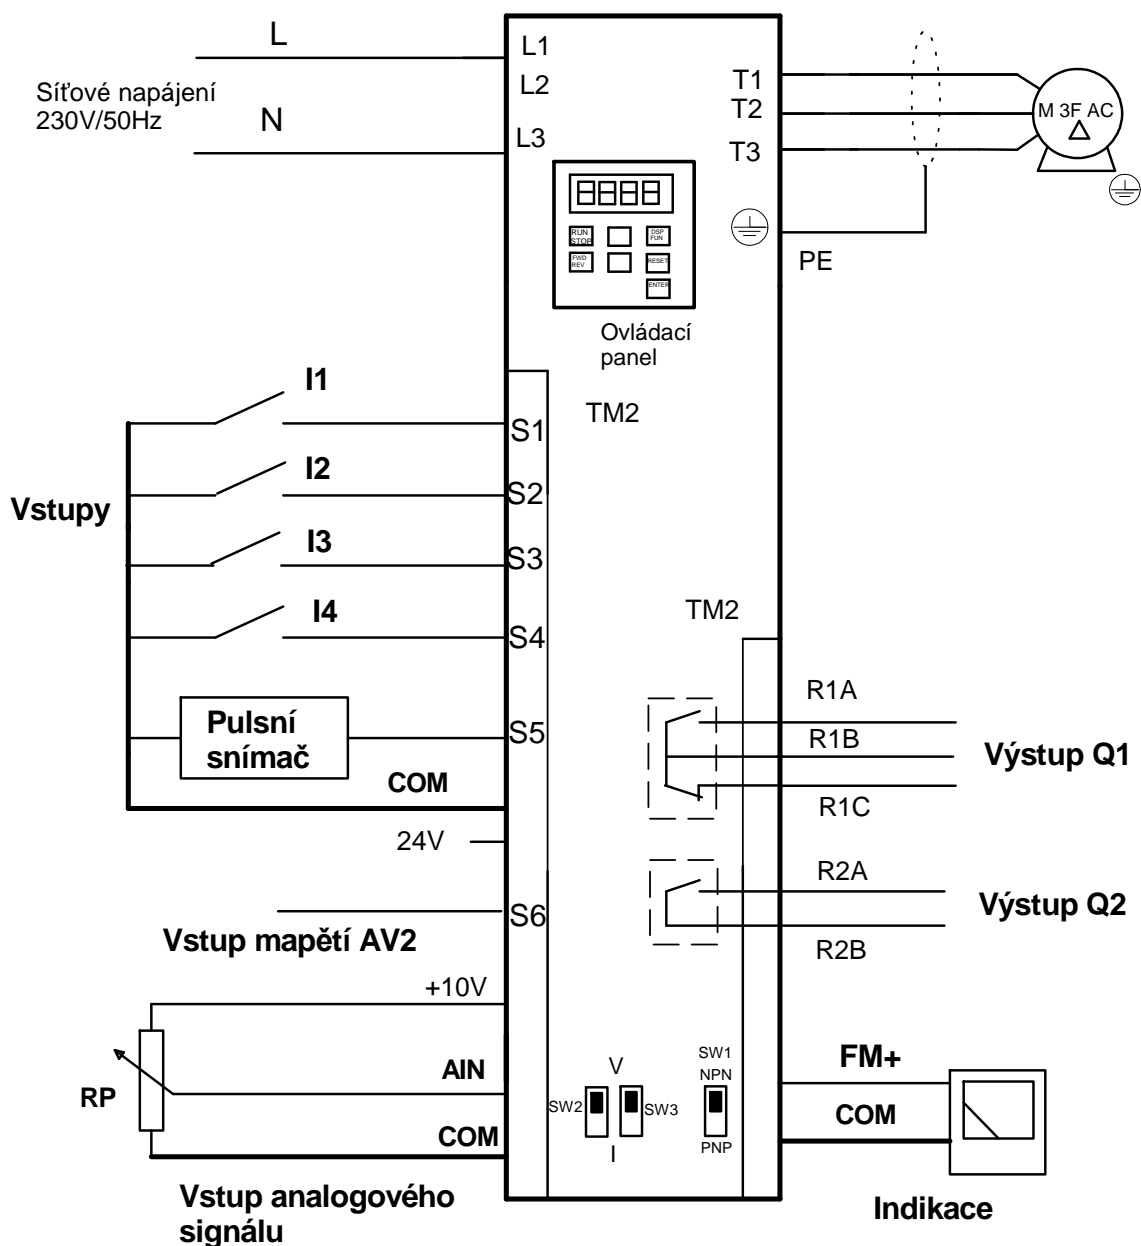 L
L1
Síťové napájení
230V/50Hz
L2
N
L3
T1
T2
T3
M 3F AC
PE
RUN
STOP
DSP
FUN
FWD
REV
RESET
ENTER
Ovládací
panel
TM2
I1
S1
I2
S2
Vstupy
I3
S3
I4
S4
TM2
Pulsní
snímač
S5
COM
24V
R1A
R1B
R1C
Výstup Q1
R2A
R2B
Výstup Q2
S6
Vstup mapětí AV2
+10V
AIN
RP
COM
Vstup analogového
signálu
V
SW2
SW3
I
SW1
NPN
PNP
FM+
COM
Indikace